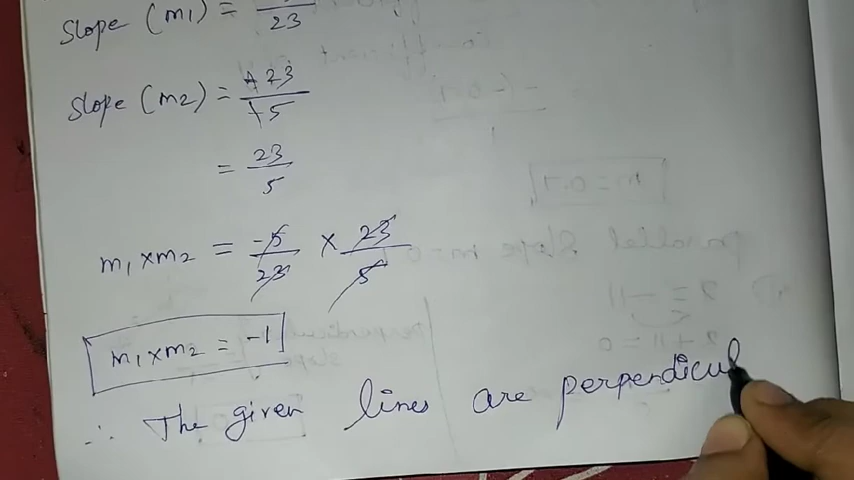 Slope (m1) = /23
Slope (m2) = +23/+5
= 23/5
m1 x m2 = -5/23 x 23/5
m1 x m2 = -1
∴ The given lines are perpendicul